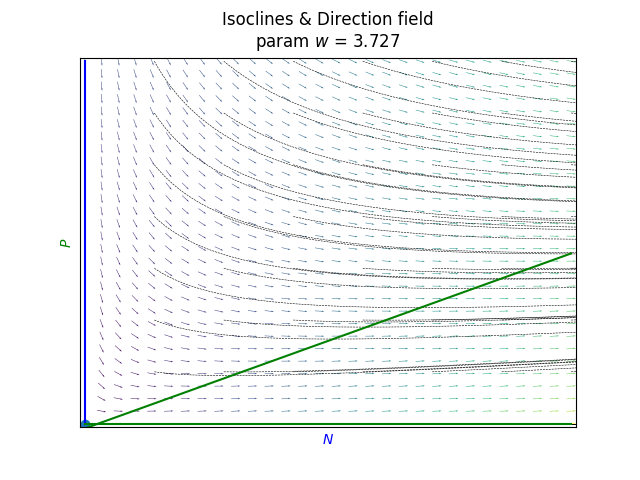 Isoclines & Direction field
param w = 3.727
P
N